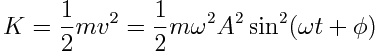 K = \frac{1}{2}mv^2 = \frac{1}{2}m\omega^2 A^2 \sin^2(\omega t + \phi)